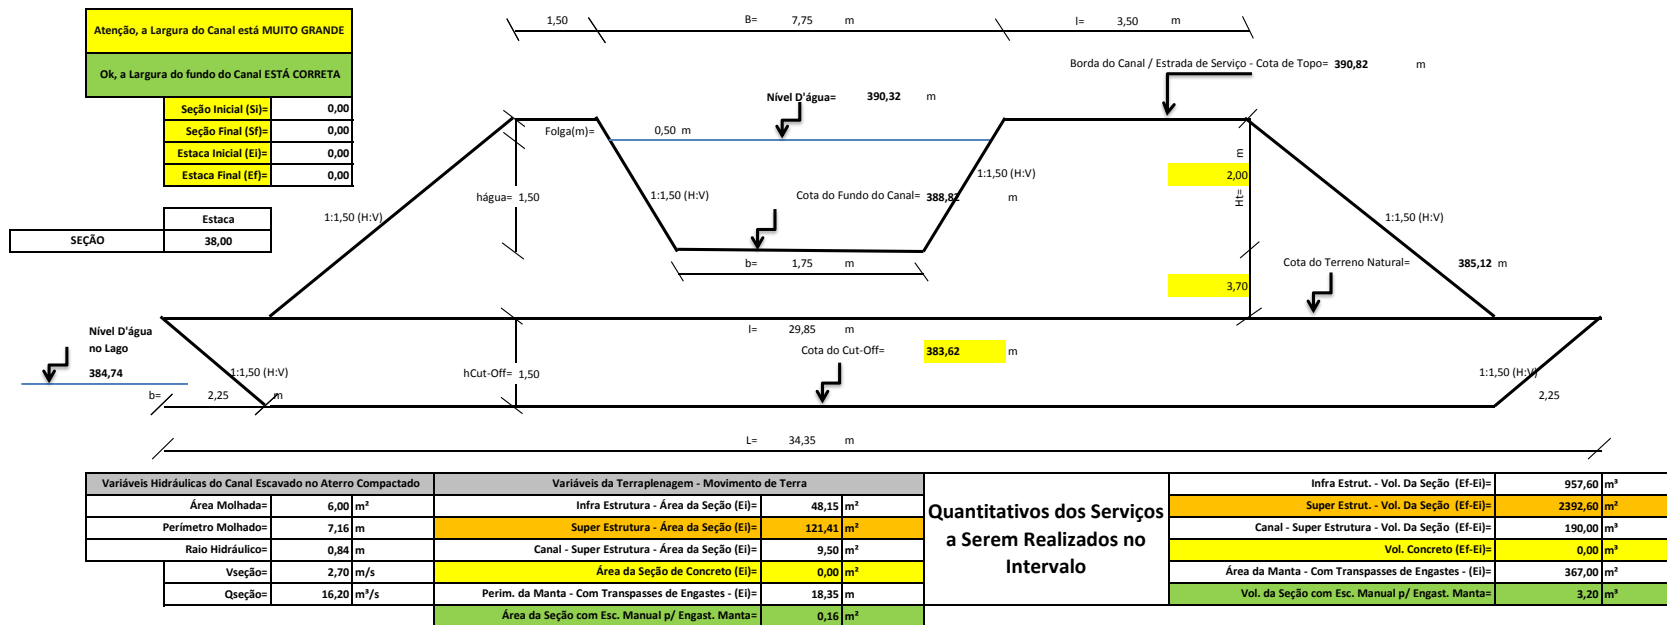 1,50
B= 7,75 m
l= 3,50 m
Atenção, a Largura do Canal está MUITO GRANDE
Ok, a Largura do fundo do Canal ESTÁ CORRETA
Borda do Canal / Estrada de Serviço - Cota de Topo= 390,82 m
Nível D'água= 390,32 m
Seção Inicial (Si)= 0,00
Seção Final (Sf)= 0,00
Estaca Inicial (Ei)= 0,00
Estaca Final (Ef)= 0,00
Folga(m)= 0,50 m
m
2,00
Ht=
1:1,50 (H:V)
hágua= 1,50
1:1,50 (H:V)
Cota do Fundo do Canal= 388,82 m
1:1,50 (H:V)
1:1,50 (H:V)
Estaca
SEÇÃO 38,00
b= 1,75 m
Cota do Terreno Natural= 385,12 m
3,70
Nível D'água
no Lago
384,74
l= 29,85 m
Cota do Cut-Off= 383,62 m
1:1,50 (H:V)
hCut-Off= 1,50
1:1,50 (H:V)
b= 2,25 m
2,25
L= 34,35 m
Variáveis Hidráulicas do Canal Escavado no Aterro Compactado
Área Molhada= 6,00 m²
Perímetro Molhado= 7,16 m
Raio Hidráulico= 0,84 m
Vseção= 2,70 m/s
Qseção= 16,20 m³/s
Variáveis da Terraplenagem - Movimento de Terra
Infra Estrutura - Área da Seção (Ei)= 48,15 m²
Super Estrutura - Área da Seção (Ei)= 121,41 m²
Canal - Super Estrutura - Área da Seção (Ei)= 9,50 m²
Área da Seção de Concreto (Ei)= 0,00 m²
Perim. da Manta - Com Transpasses de Engastes - (Ei)= 18,35 m
Área da Seção com Esc. Manual p/ Engast. Manta= 0,16 m²
Quantitativos dos Serviços
a Serem Realizados no
Intervalo
Infra Estrut. - Vol. Da Seção (Ef-Ei)= 957,60 m³
Super Estrut. - Vol. Da Seção (Ef-Ei)= 2392,60 m²
Canal - Super Estrutura - Vol. Da Seção (Ef-Ei)= 190,00 m³
Vol. Concreto (Ef-Ei)= 0,00 m³
Área da Manta - Com Transpasses de Engastes - (Ei)= 367,00 m²
Vol. da Seção com Esc. Manual p/ Engast. Manta= 3,20 m³